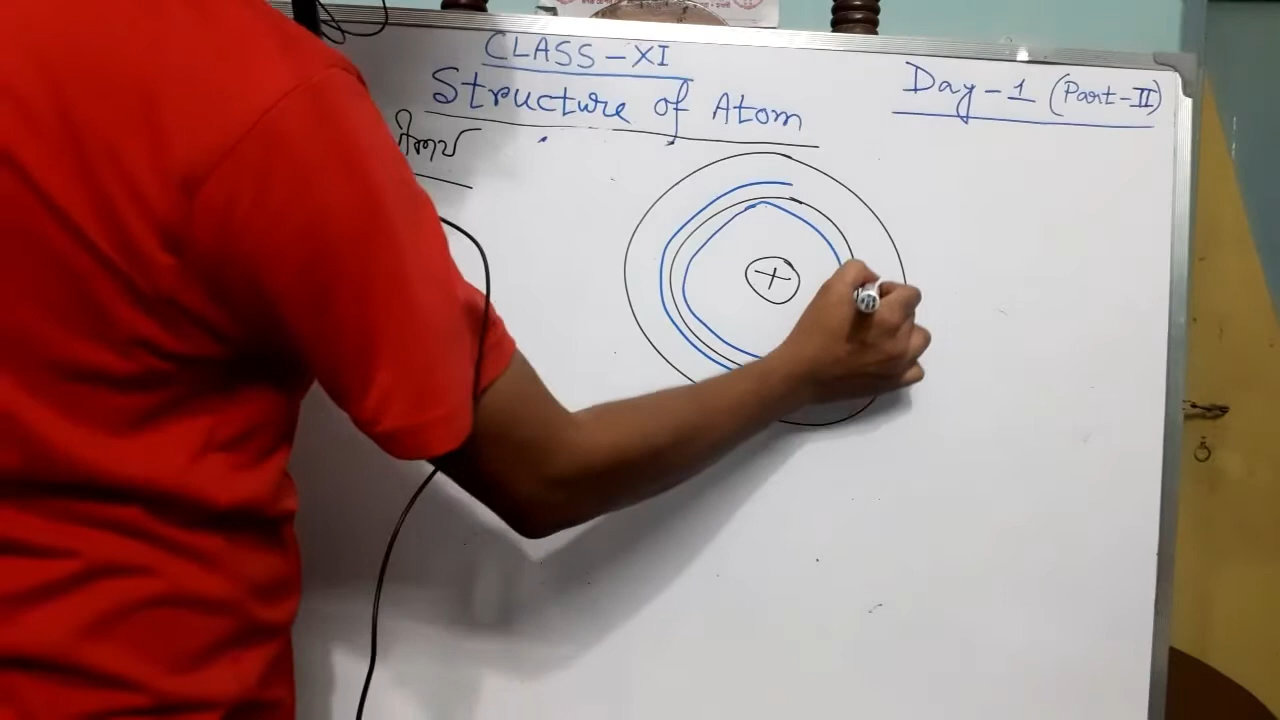 CLASS-XI
Structure of Atom
Day-1 (Part-II)
+